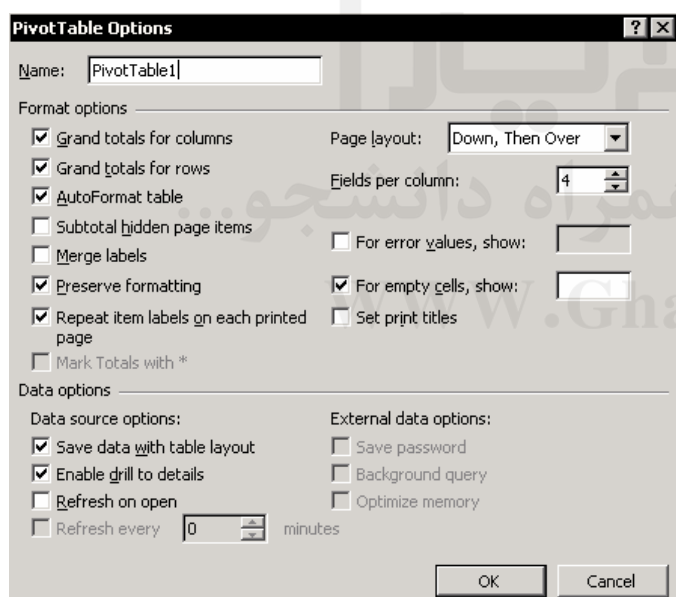 PivotTable Options
Name: PivotTable1
Format options
Grand totals for columns
Page layout: Down, Then Over
Grand totals for rows
Fields per column: 4
AutoFormat table
Subtotal hidden page items
For error values, show:
Merge labels
Preserve formatting
For empty cells, show:
Repeat item labels on each printed page
Set print titles
Mark Totals with *
Data options
Data source options:
External data options:
Save data with table layout
Save password
Enable drill to details
Background query
Refresh on open
Optimize memory
Refresh every 0 minutes
OK Cancel
همراه دانشجو...
WWW.Gha